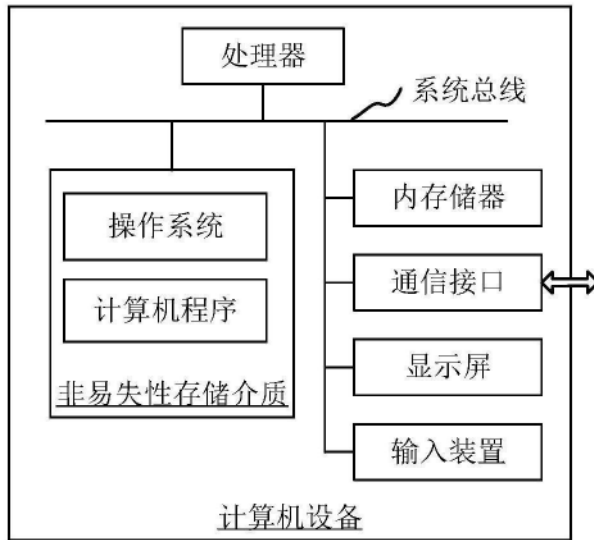 处理器
系统总线
操作系统
计算机程序
非易失性存储介质
内存储器
通信接口
显示屏
输入装置
计算机设备